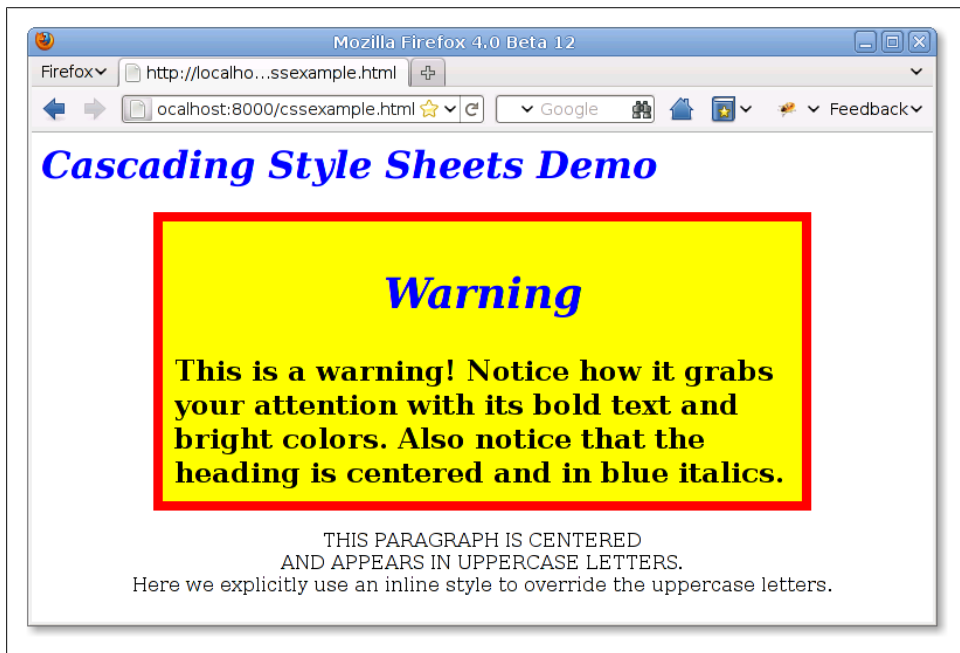 Mozilla Firefox 4.0 Beta 12
Firefox
http://localho...ssexample.html
ocalhost:8000/cssexample.html
Google
Feedback
Cascading Style Sheets Demo
Warning
This is a warning! Notice how it grabs
your attention with its bold text and
bright colors. Also notice that the
heading is centered and in blue italics.
THIS PARAGRAPH IS CENTERED
AND APPEARS IN UPPERCASE LETTERS.
Here we explicitly use an inline style to override the uppercase letters.